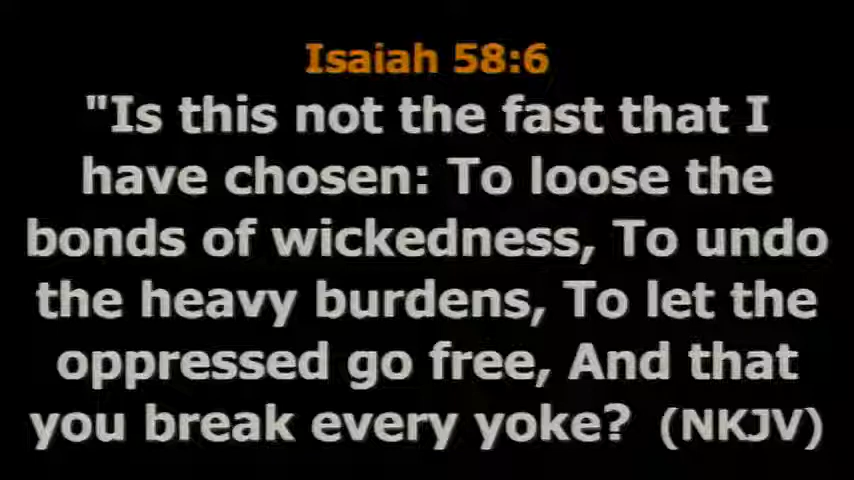 Isaiah 58:6
"Is this not the fast that I
have chosen: To loose the
bonds of wickedness, To undo
the heavy burdens, To let the
oppressed go free, And that
you break every yoke? (NKJV)